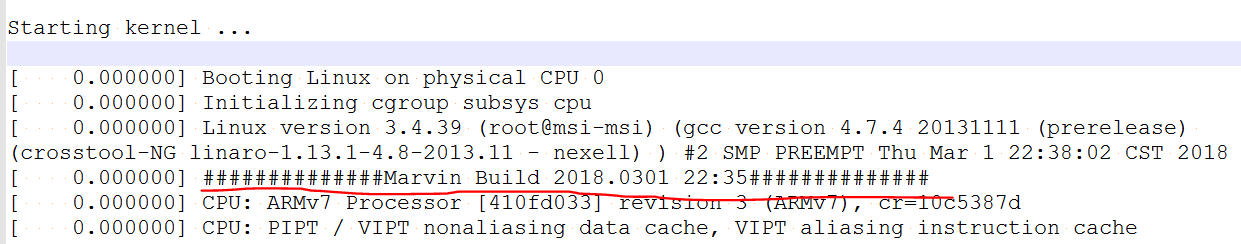 Starting kernel ...
[    0.000000] Booting Linux on physical CPU 0
[    0.000000] Initializing cgroup subsys cpu
[    0.000000] Linux version 3.4.39 (root@msi-msi) (gcc version 4.7.4 20131111 (prerelease)
(crosstool-NG linaro-1.13.1-4.8-2013.11 - nexell) ) #2 SMP PREEMPT Thu Mar 1 22:38:02 CST 2018
[    0.000000] ##############Marvin Build 2018.0301 22:35##############
[    0.000000] CPU: ARMv7 Processor [410fd033] revision 3 (ARMv7), cr=10c5387d
[    0.000000] CPU: PIPT / VIPT nonaliasing data cache, VIPT aliasing instruction cache